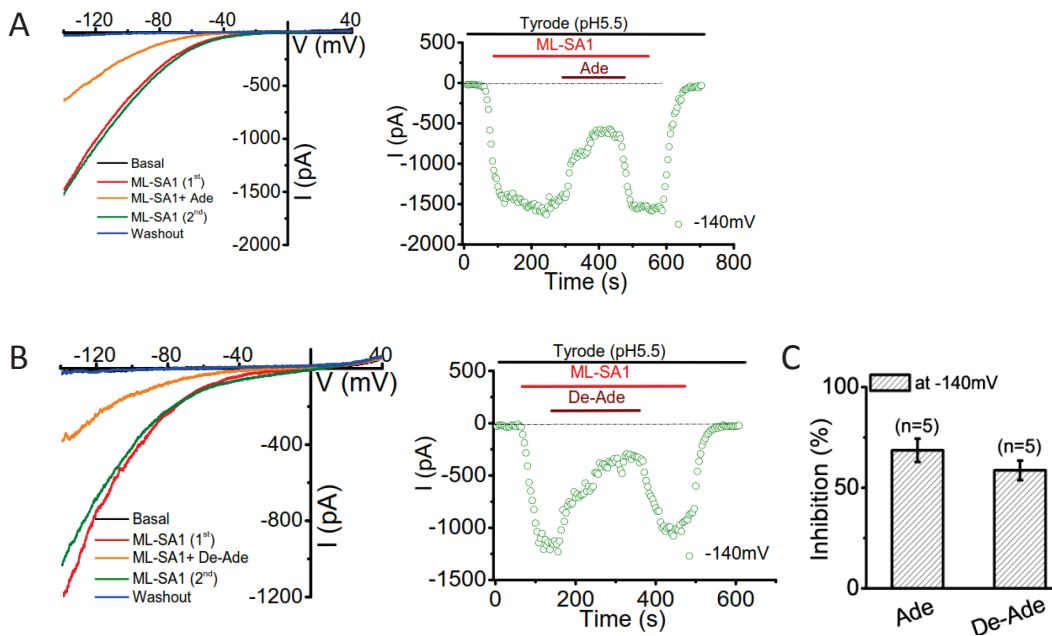 A
-120 -80 -40 40
V (mV)
-500
-1000
-1500
-2000
I (pA)
Basal
ML-SA1 (1st)
ML-SA1+ Ade
ML-SA1 (2nd)
Washout
Tyrode (pH5.5)
ML-SA1
Ade
500
0
-500
-1000
-1500
-2000
I (pA)
-140mV
0 200 400 600 800
Time (s)
B
-120 -80 -40 40
V (mV)
-400
-800
-1200
I (pA)
Basal
ML-SA1 (1st)
ML-SA1+ De-Ade
ML-SA1 (2nd)
Washout
Tyrode (pH5.5)
ML-SA1
De-Ade
500
0
-500
-1000
-1500
I (pA)
-140mV
0 200 400 600
Time (s)
C
at -140mV
100
50
0
Inhibition (%)
(n=5)
(n=5)
Ade
De-Ade